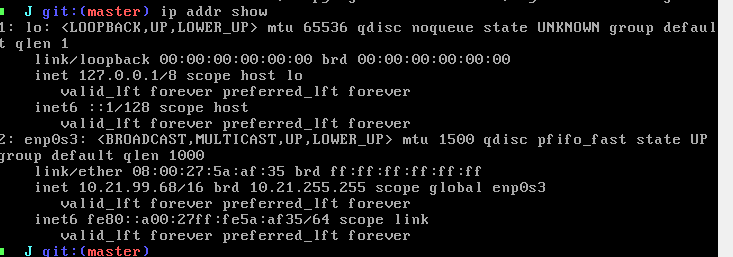 J git:(master) ip addr show
1: lo: <LOOPBACK,UP,LOWER_UP> mtu 65536 qdisc noqueue state UNKNOWN group defaul
t qlen 1
link/loopback 00:00:00:00:00:00 brd 00:00:00:00:00:00
inet 127.0.0.1/8 scope host lo
valid_lft forever preferred_lft forever
inet6 ::1/128 scope host
valid_lft forever preferred_lft forever
2: enp0s3: <BROADCAST,MULTICAST,UP,LOWER_UP> mtu 1500 qdisc pfifo_fast state UP
group default qlen 1000
link/ether 08:00:27:5a:af:35 brd ff:ff:ff:ff:ff:ff
inet 10.21.99.68/16 brd 10.21.255.255 scope global enp0s3
valid_lft forever preferred_lft forever
inet6 fe80::a00:27ff:fe5a:af35/64 scope link
valid_lft forever preferred_lft forever
J git:(master)